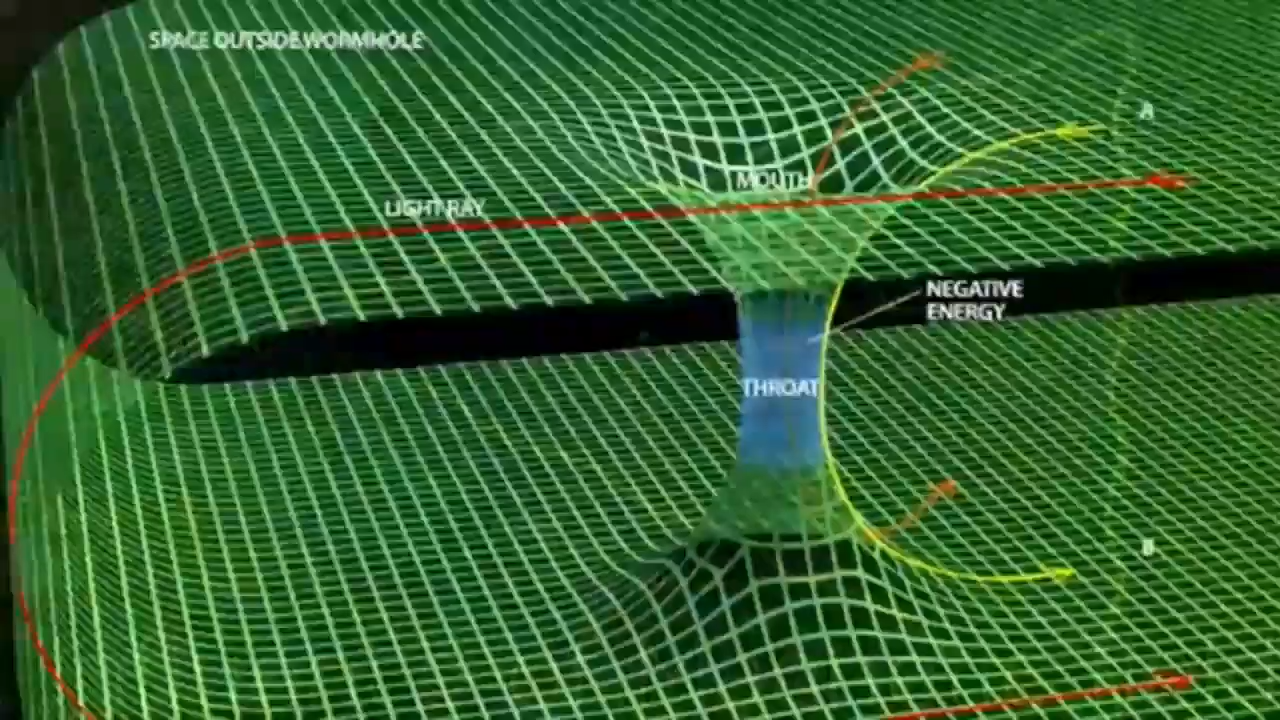 SPACE OUTSIDE WORMHOLE
A
MOUTH
LIGHT RAY
NEGATIVE
ENERGY
THROAT
B